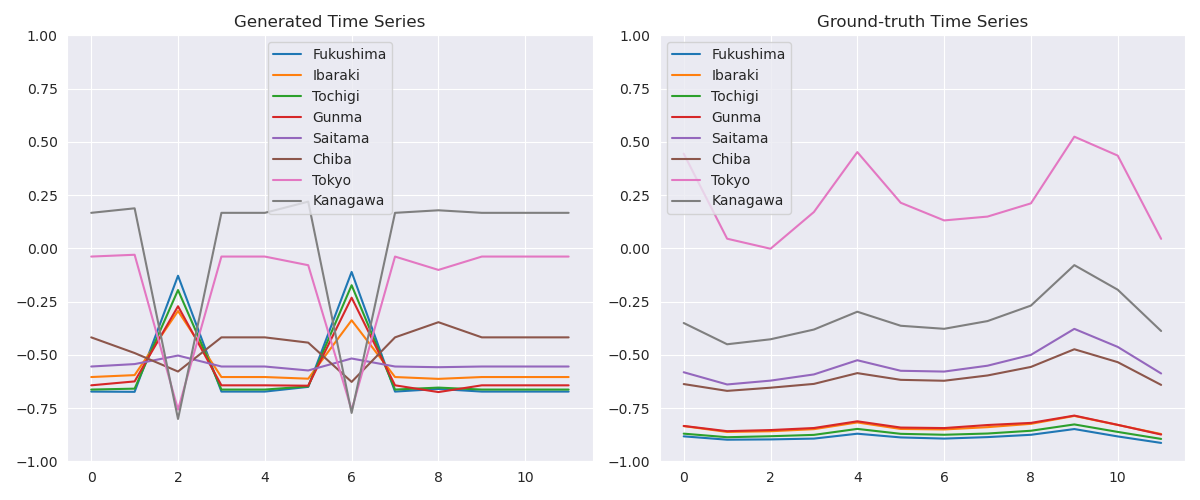 Generated Time Series
1.00
0.75
0.50
0.25
0.00
−0.25
−0.50
−0.75
−1.00
0
2
4
6
8
10
Fukushima
Ibaraki
Tochigi
Gunma
Saitama
Chiba
Tokyo
Kanagawa
Ground-truth Time Series
1.00
0.75
0.50
0.25
0.00
−0.25
−0.50
−0.75
−1.00
0
2
4
6
8
10
Fukushima
Ibaraki
Tochigi
Gunma
Saitama
Chiba
Tokyo
Kanagawa